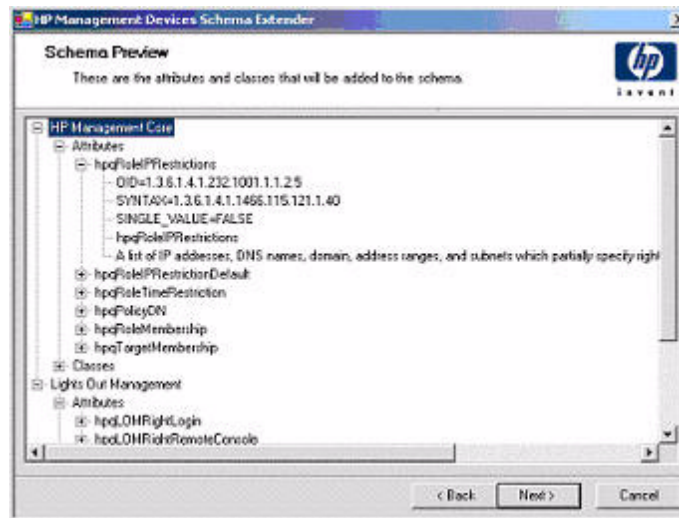 HP Management Devices Schema Extender
Schema Preview
These are the attributes and classes that will be added to the schema.
hp
invent
HP Management Core
Attributes
hpqRoleIPRestrictions
OID=1.3.6.1.4.1.232.1001.1.1.2.5
SYNTAX=1.3.6.1.4.1.1466.115.121.1.40
SINGLE_VALUE=FALSE
hpqRoleIPRestrictions
A list of IP addresses, DNS names, domain, address ranges, and subnets which partially specify right
hpqRoleIPRestrictionDefault
hpqRoleTimeRestriction
hpqPolicyDN
hpqRoleMembership
hpqTargetMembership
Classes
Lights Out Management
Attributes
hpqLOMRightLogin
hpqLOMRightRemoteConsole
< Back
Next >
Cancel